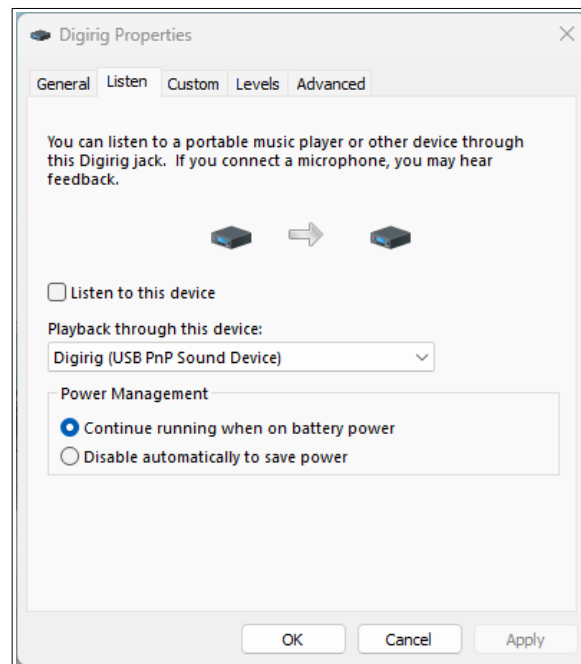 Digirig Properties
General Listen Custom Levels Advanced
You can listen to a portable music player or other device through
this Digirig jack.  If you connect a microphone, you may hear
feedback.
Listen to this device
Playback through this device:
Digirig (USB PnP Sound Device)
Power Management
Continue running when on battery power
Disable automatically to save power
OK Cancel Apply